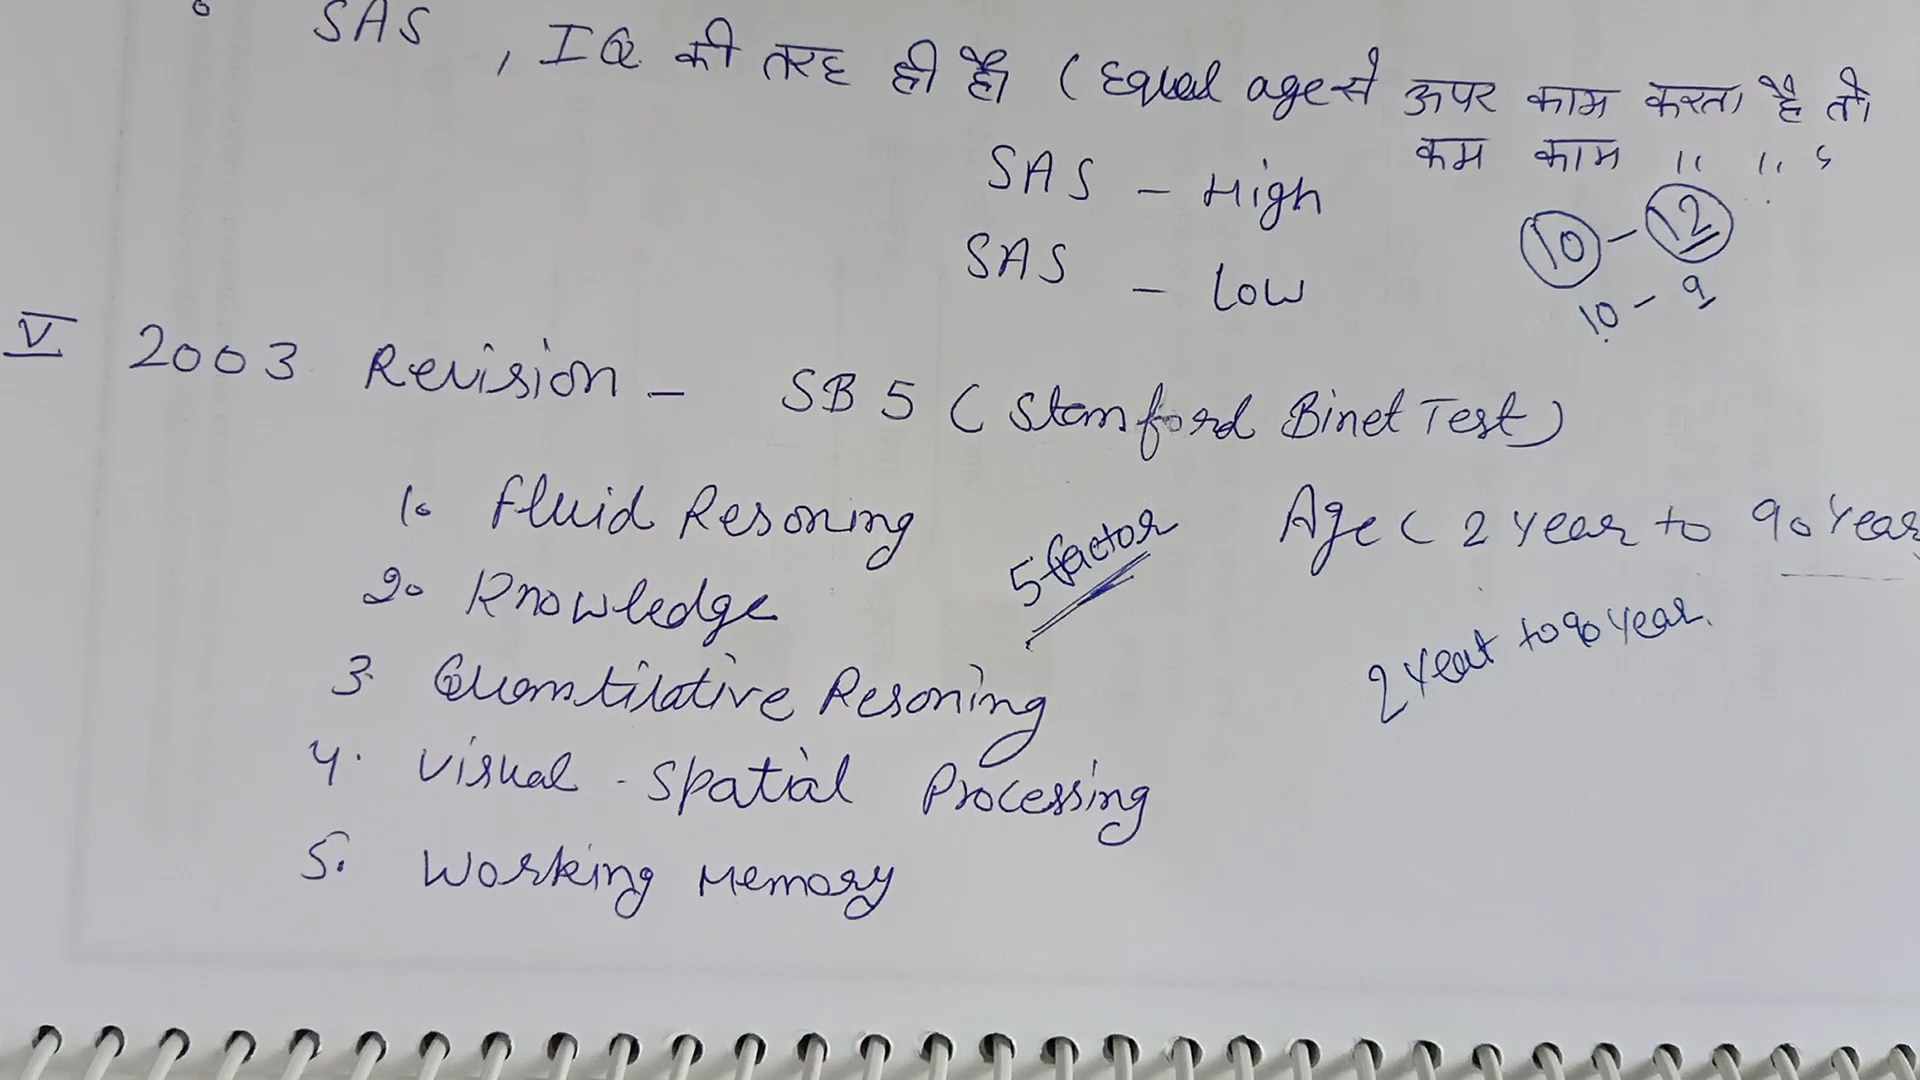 SAS , IQ की तरह ही है। (Equal age से ऊपर काम करता है तो
कम काम ,, ,, ,,
SAS - High
SAS - Low
10 - 12
10 - 9
V 2003 Revision - SB 5 (Stanford Binet Test)
1. Fluid Resoning
Age ( 2 year to 90 Year
5 factor
2. Knowledge
2 year to 90 year.
3. Quantitative Resoning
4. Visual - Spatial Processing
5. Working Memory